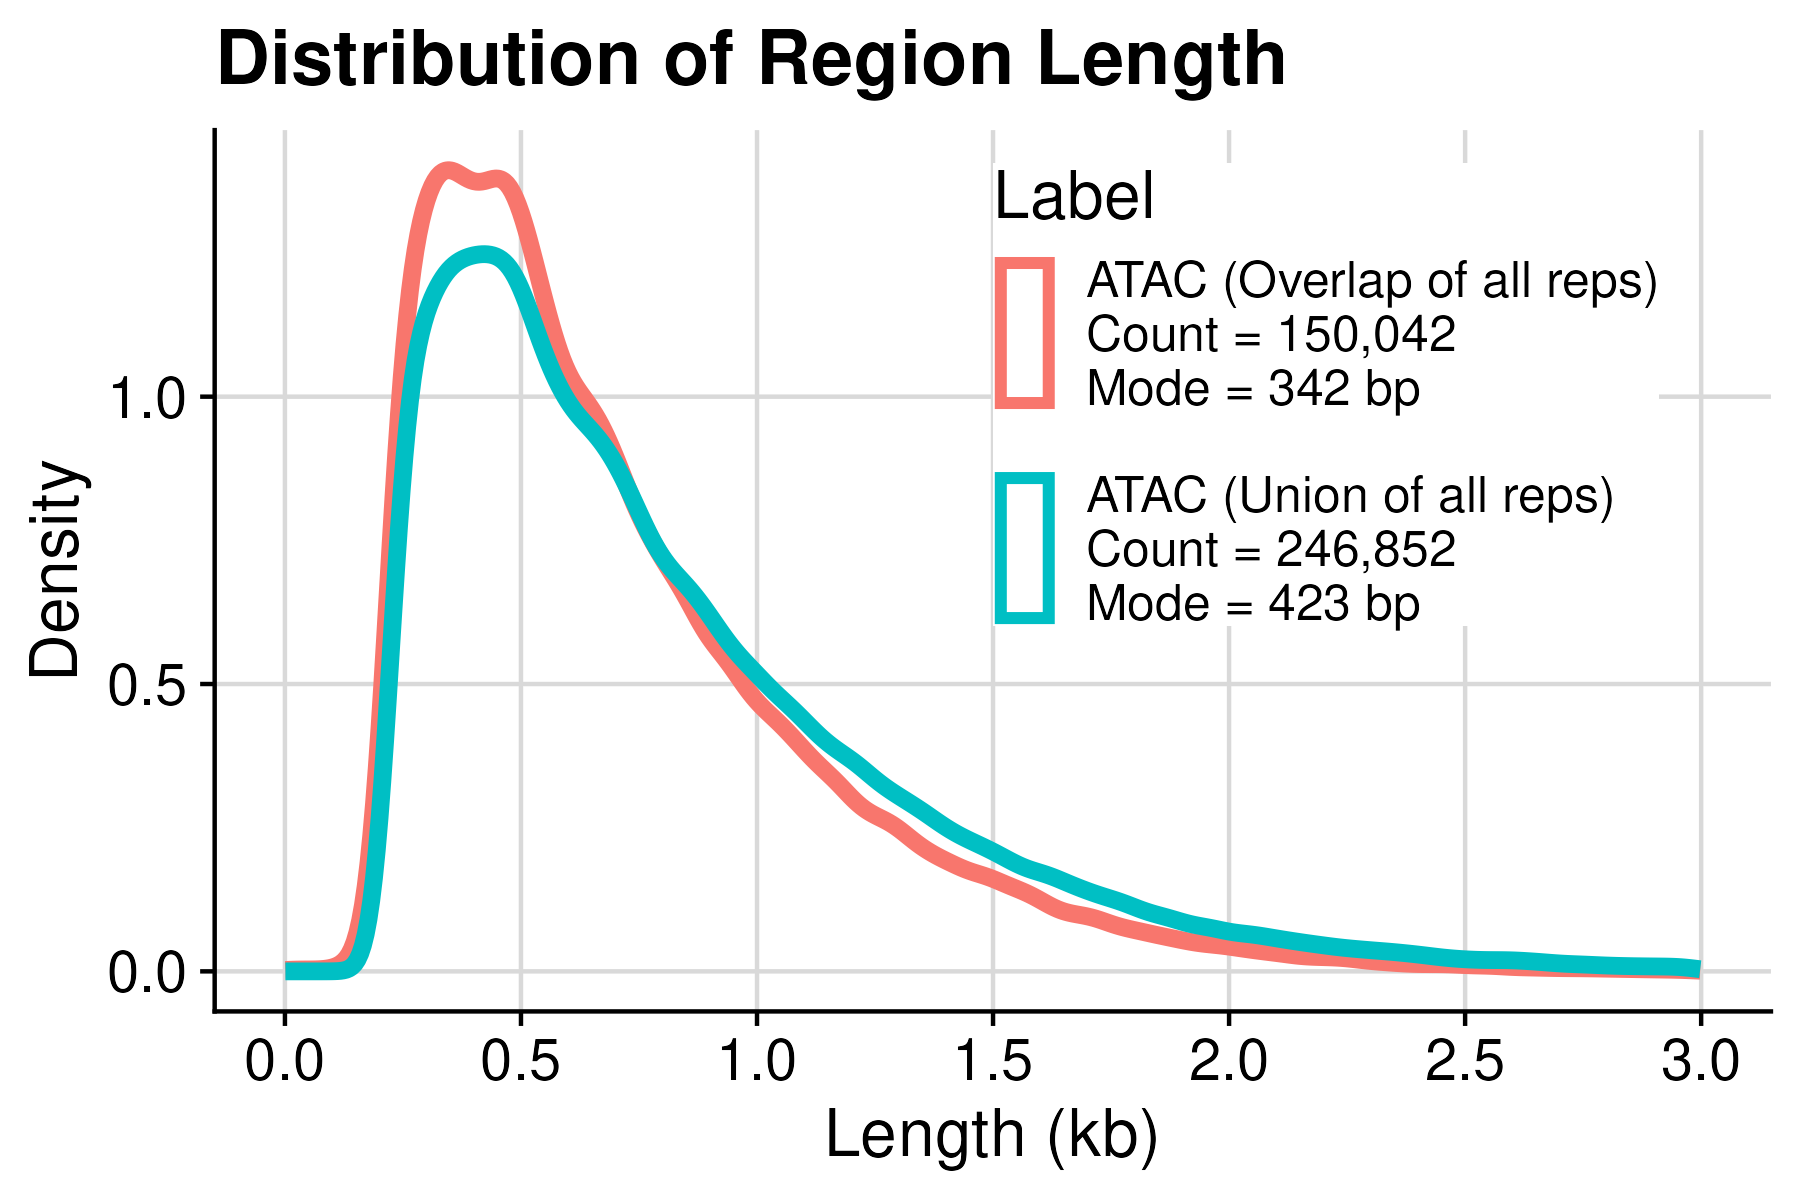 Distribution of Region Length
Label
ATAC (Overlap of all reps)
Count = 150,042
Mode = 342 bp
ATAC (Union of all reps)
Count = 246,852
Mode = 423 bp
Density
1.0
0.5
0.0
0.0 0.5 1.0 1.5 2.0 2.5 3.0
Length (kb)